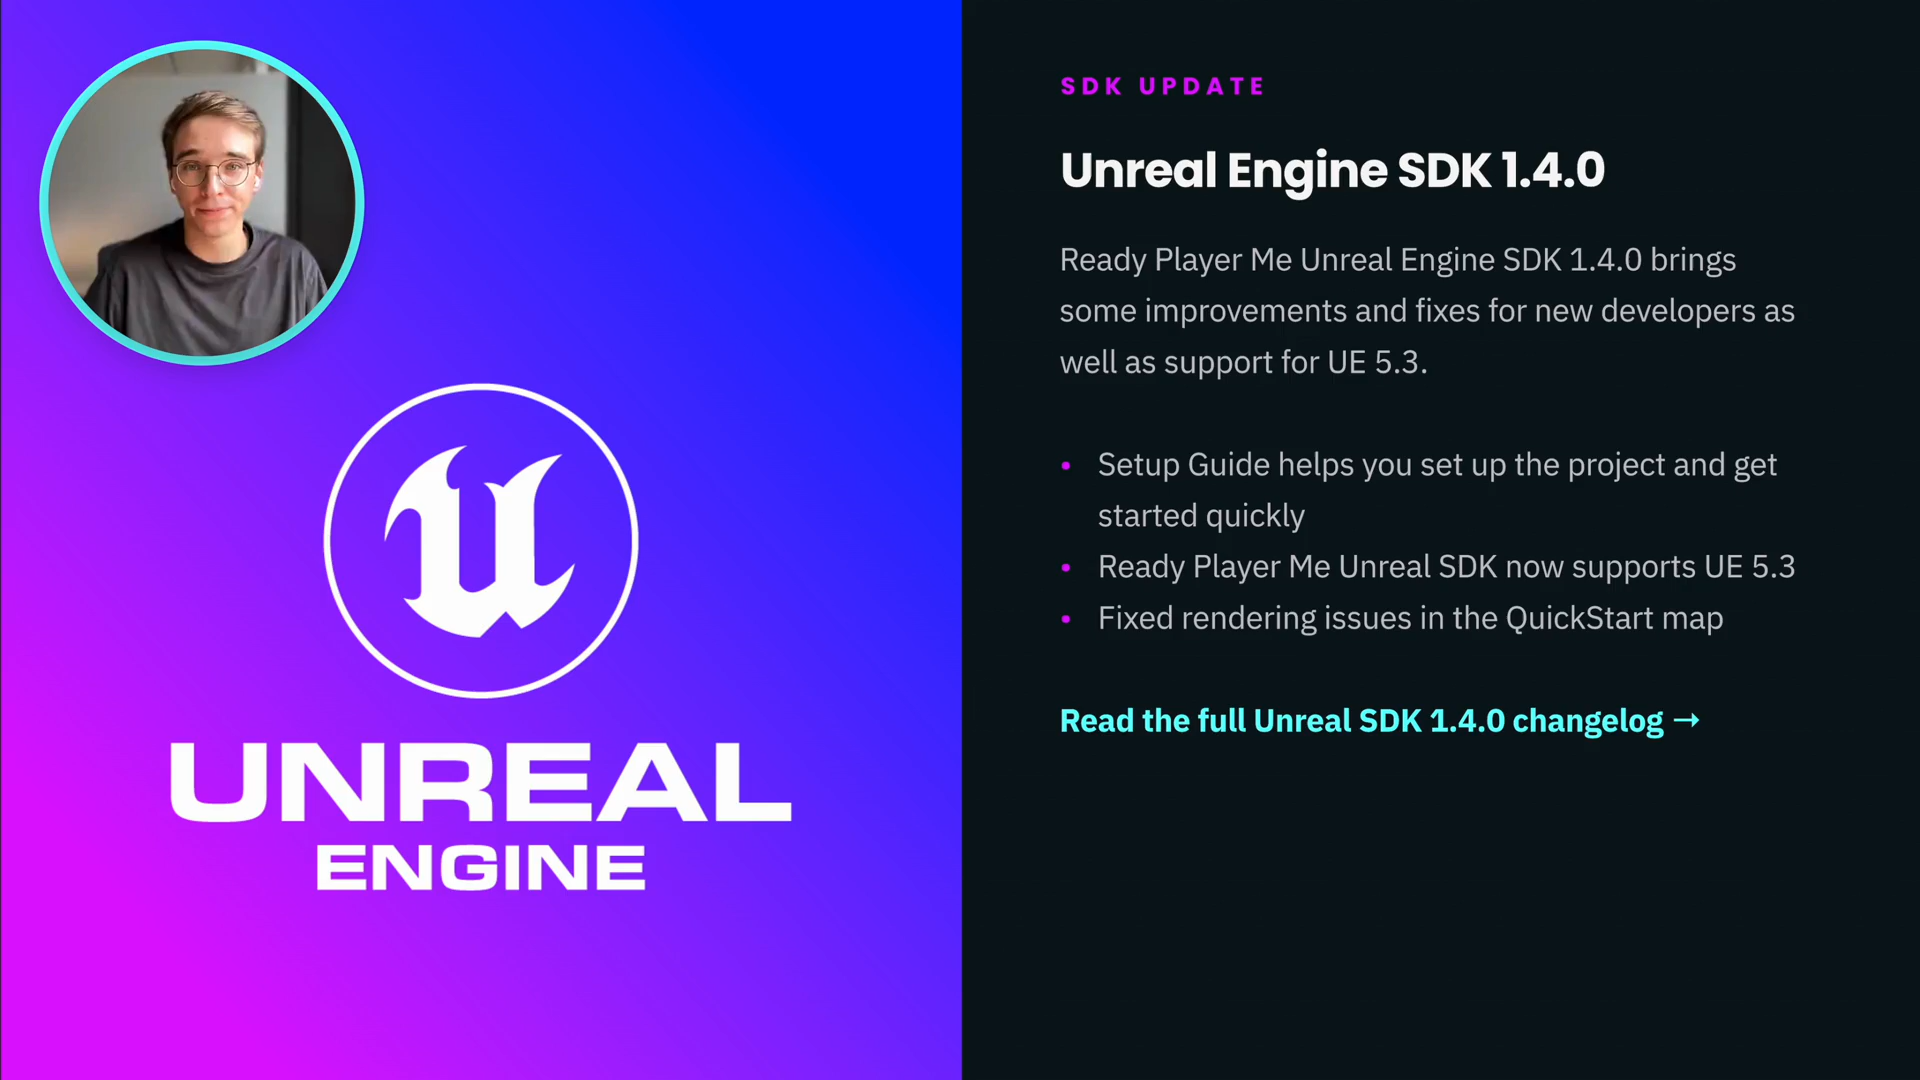 SDK UPDATE
Unreal Engine SDK 1.4.0
Ready Player Me Unreal Engine SDK 1.4.0 brings
some improvements and fixes for new developers as
well as support for UE 5.3.
• Setup Guide helps you set up the project and get
started quickly
• Ready Player Me Unreal SDK now supports UE 5.3
• Fixed rendering issues in the QuickStart map
Read the full Unreal SDK 1.4.0 changelog →
UNREAL
ENGINE